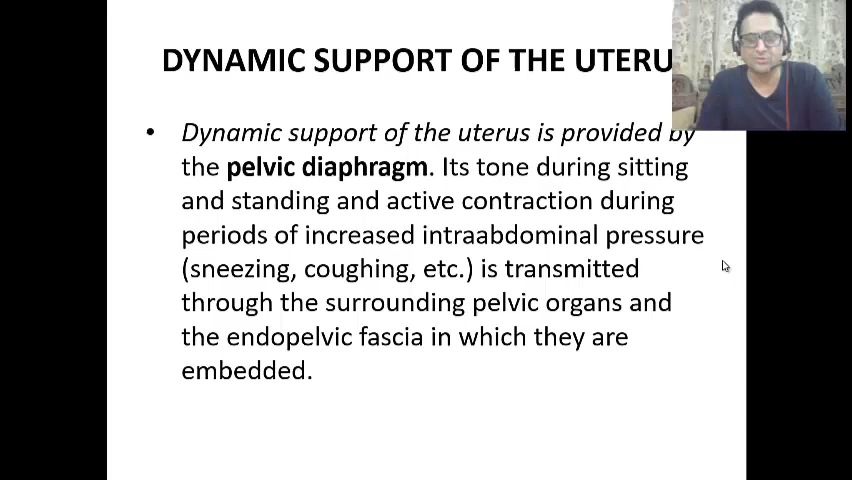 DYNAMIC SUPPORT OF THE UTERU
• Dynamic support of the uterus is provided by
the pelvic diaphragm. Its tone during sitting
and standing and active contraction during
periods of increased intraabdominal pressure
(sneezing, coughing, etc.) is transmitted
through the surrounding pelvic organs and
the endopelvic fascia in which they are
embedded.